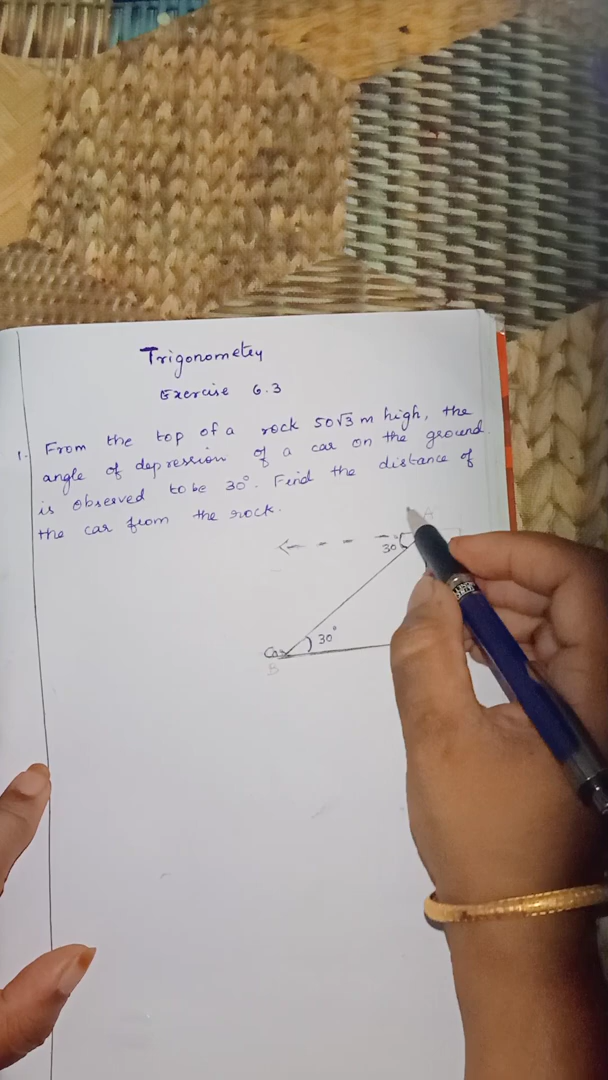 Trigonometry
Exercise 6.3
1. From the top of a rock 50√3 m high, the
angle of depression of a car on the ground
is observed to be 30°. Find the distance of
the car from the rock.
A
30
30°
Car
B